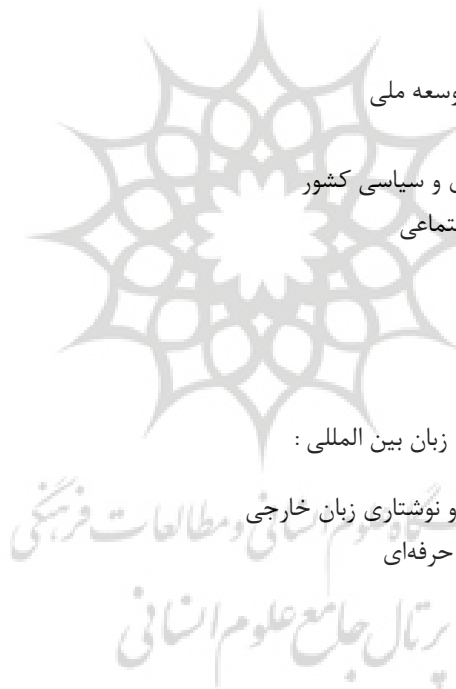 وسعه ملی
ی و سیاسی کشور
تماعی
زبان بین المللی :
و نوشتاری زبان خارجی
گاه علوم انسانی و مطالعات فرهنگی
حرفه‌ای
پرتال جامع علوم انسانی